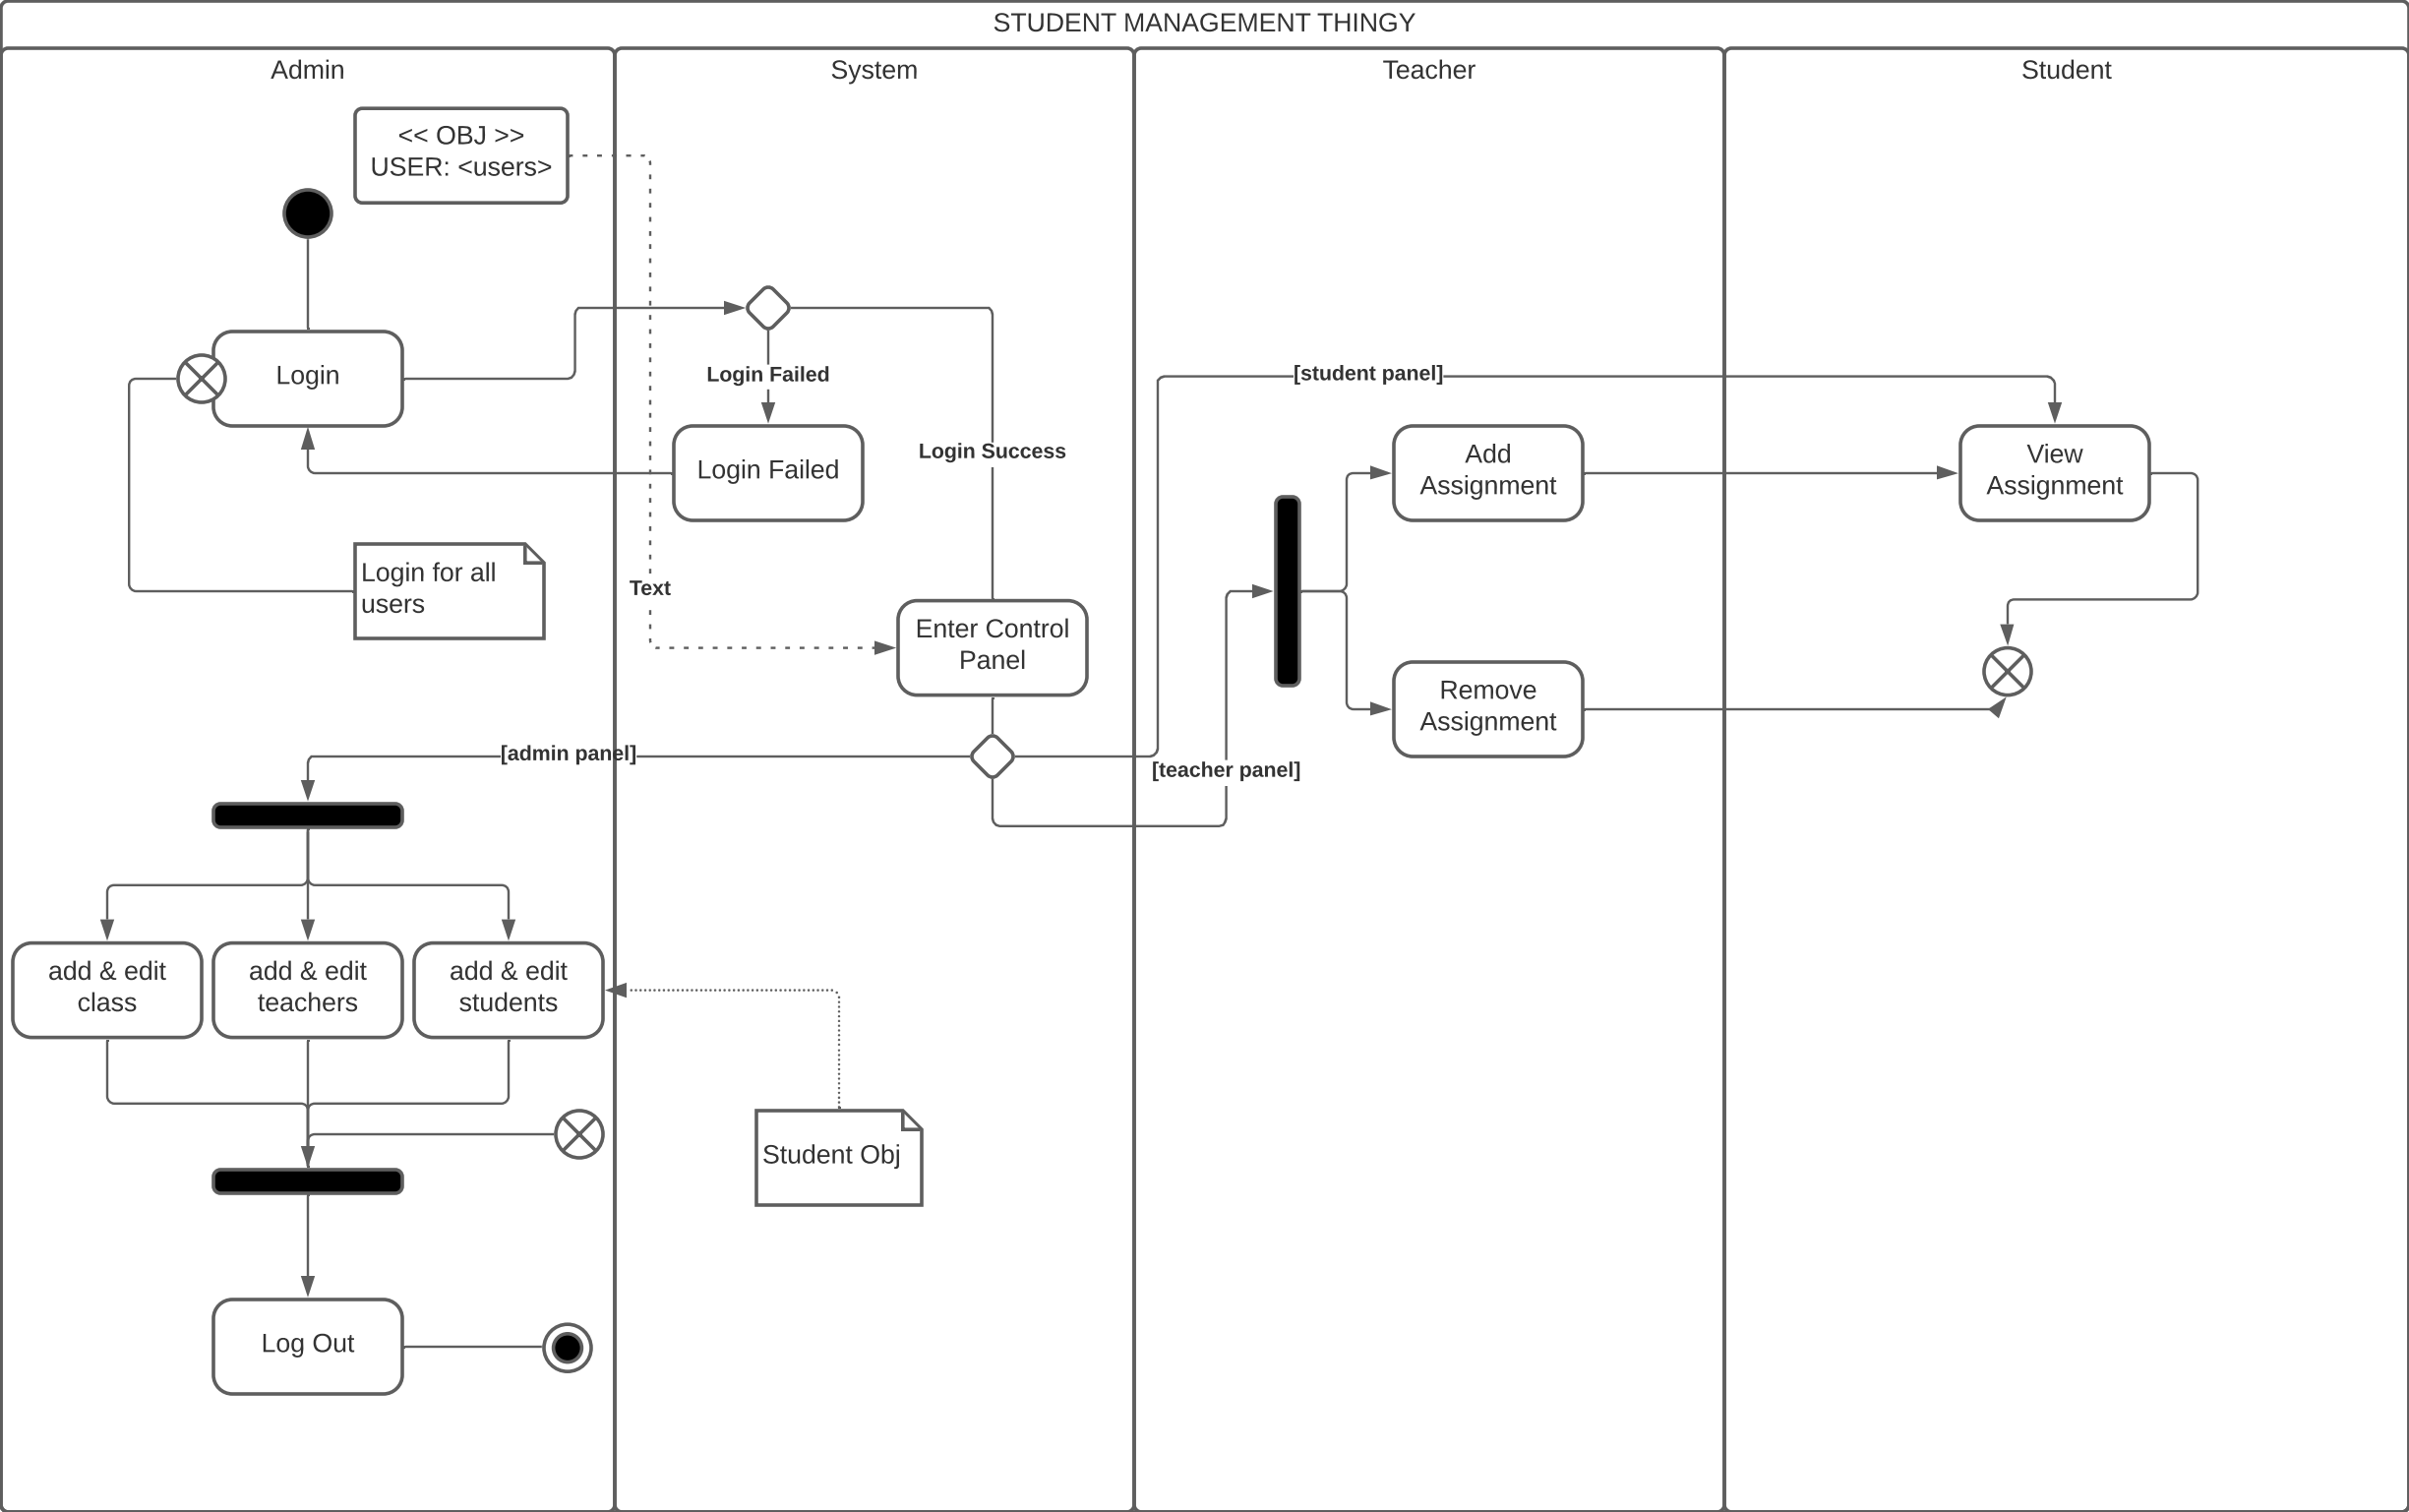 STUDENT MANAGEMENT THINGY
Admin
System
Teacher
Student
<< OBJ >>
USER: <users>
Login
Login Failed
Login Failed
Login Success
[student panel]
Add
Assignment
View
Assignment
Login for all
users
Text
Enter Control
Panel
Remove
Assignment
[admin panel]
[teacher panel]
add & edit
class
add & edit
teachers
add & edit
students
Student Obj
Log Out